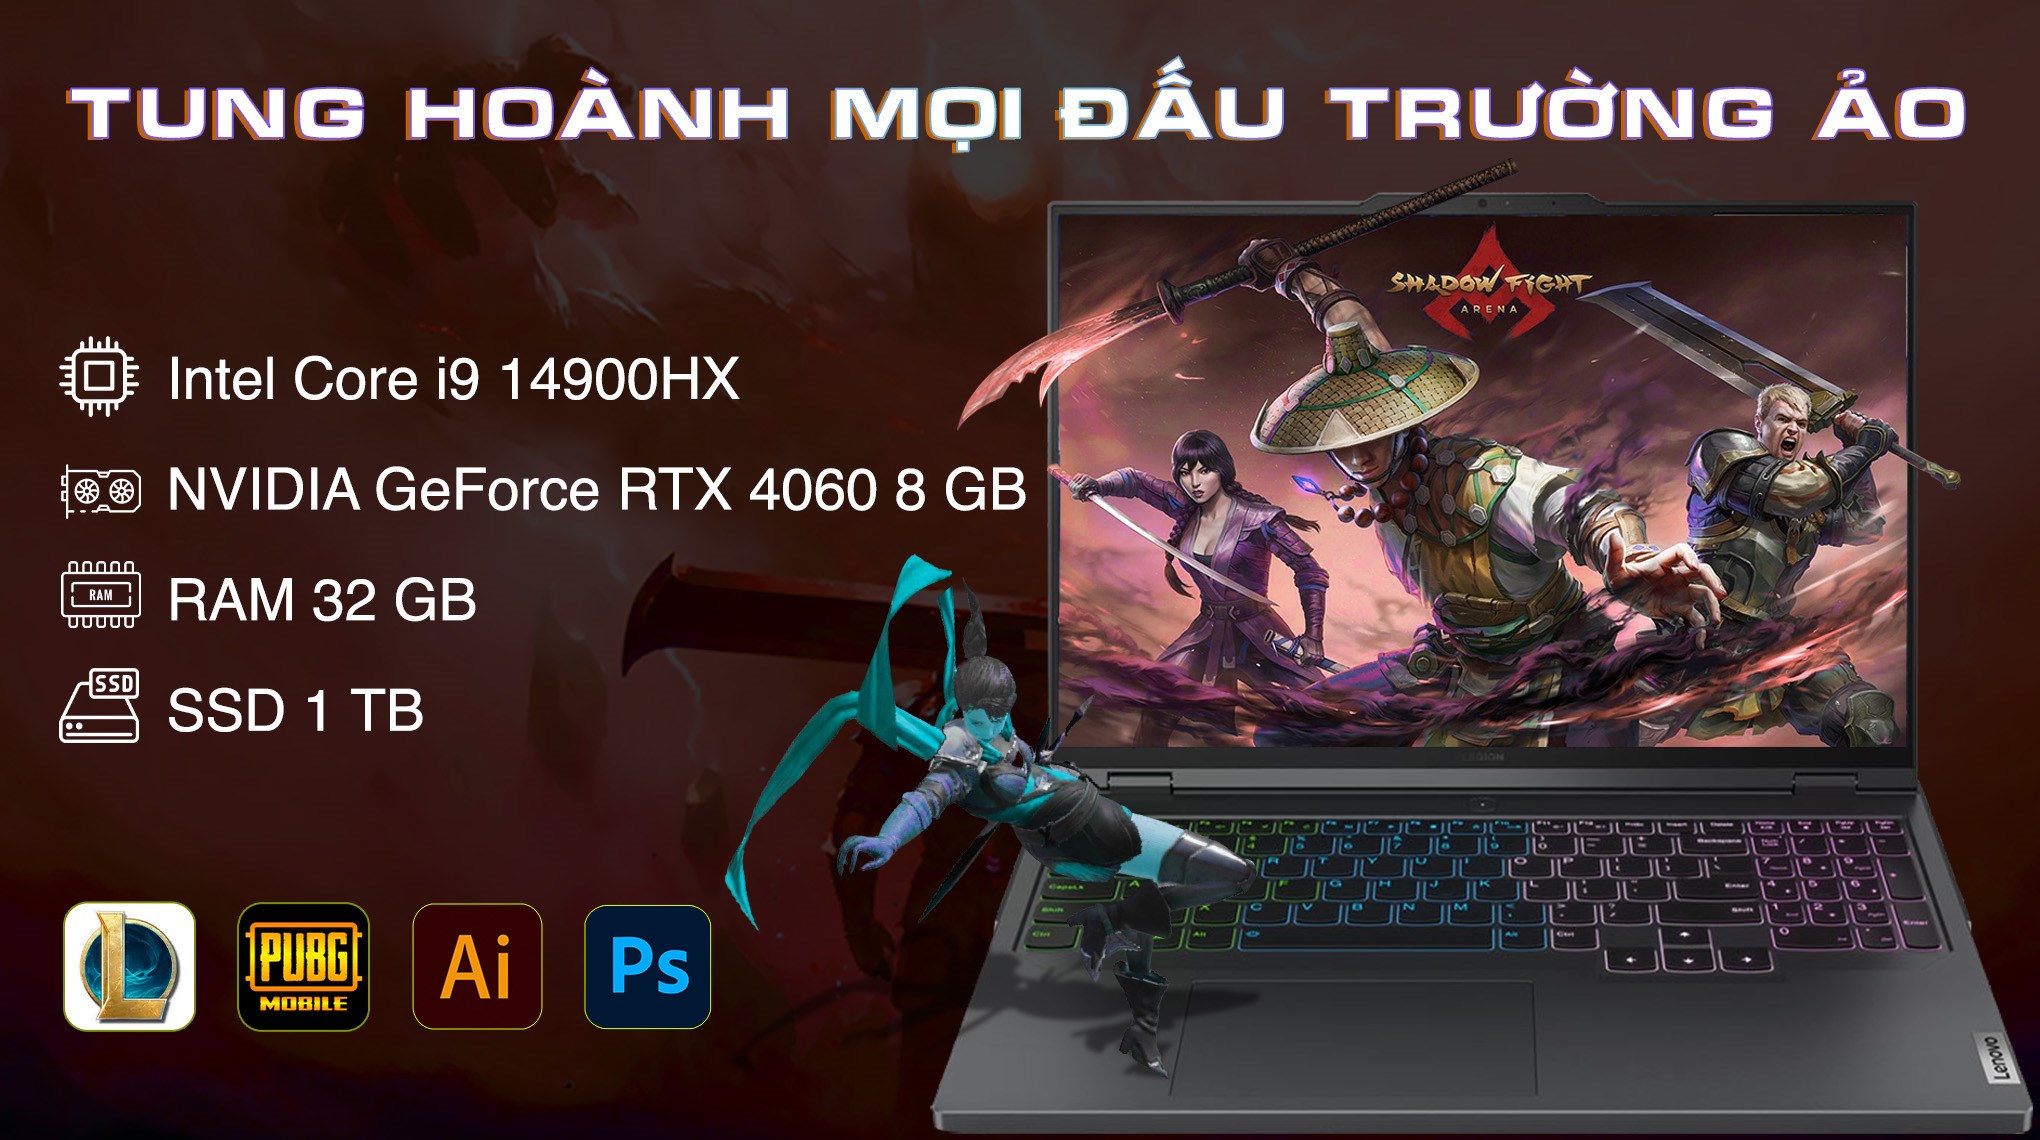 TUNG HOÀNH MỌI ĐẤU TRƯỜNG ẢO
SHADOW FIGHT
ARENA
Intel Core i9 14900HX
NVIDIA GeForce RTX 4060 8 GB
RAM
RAM 32 GB
SSD
SSD 1 TB
LEGION
PUBG
MOBILE
Ai
Ps
Lenovo